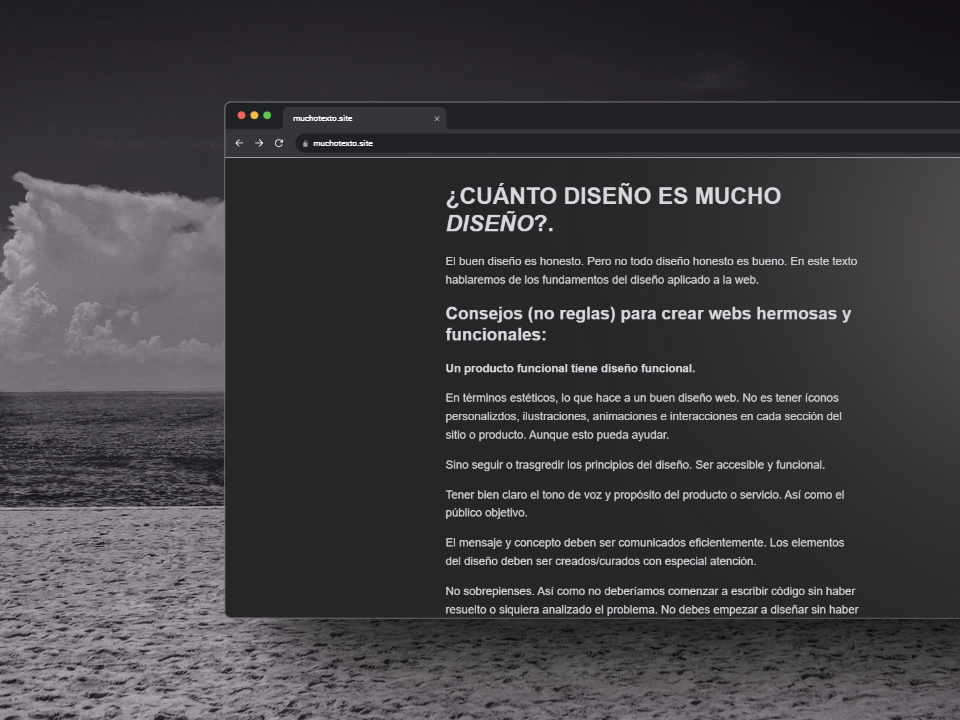 muchotexto.site
muchotexto.site
¿CUÁNTO DISEÑO ES MUCHO
DISEÑO?.
El buen diseño es honesto. Pero no todo diseño honesto es bueno. En este texto
hablaremos de los fundamentos del diseño aplicado a la web.
Consejos (no reglas) para crear webs hermosas y
funcionales:
Un producto funcional tiene diseño funcional.
En términos estéticos, lo que hace a un buen diseño web. No es tener íconos
personalizdos, ilustraciones, animaciones e interacciones en cada sección del
sitio o producto. Aunque esto pueda ayudar.
Sino seguir o trasgredir los principios del diseño. Ser accesible y funcional.
Tener bien claro el tono de voz y propósito del producto o servicio. Así como el
público objetivo.
El mensaje y concepto deben ser comunicados eficientemente. Los elementos
del diseño deben ser creados/curados con especial atención.
No sobrepienses. Así como no deberíamos comenzar a escribir código sin haber
resuelto o siquiera analizado el problema. No debes empezar a diseñar sin haber